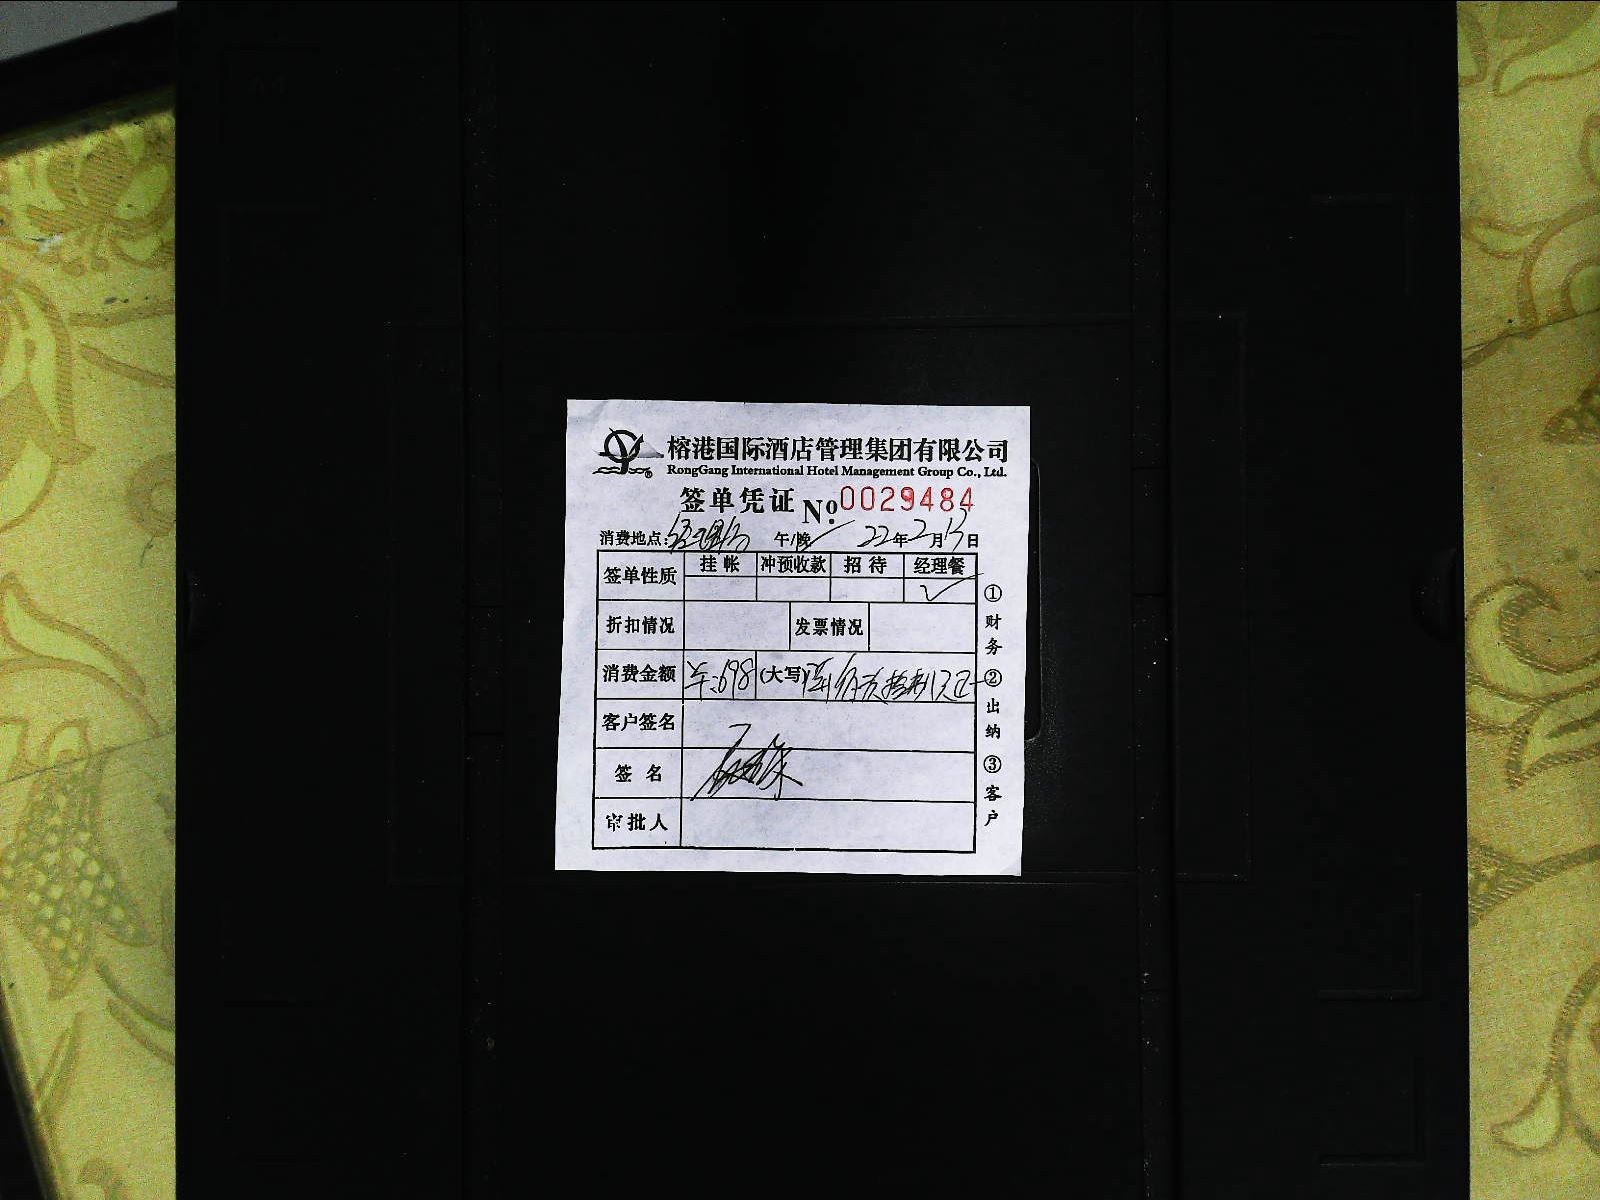 榕港国际酒店管理集团有限公司
RongGang International Hotel Management Group Co., Ltd.
签单凭证 No. 0029484
消费地点: 午/晚 22年2月13日
签单性质 挂帐 冲预收款 招待 经理餐
折扣情况 发票情况
消费金额 ¥:698 (大写)
客户签名
签名
审批人
①财务 ②出纳 ③客户